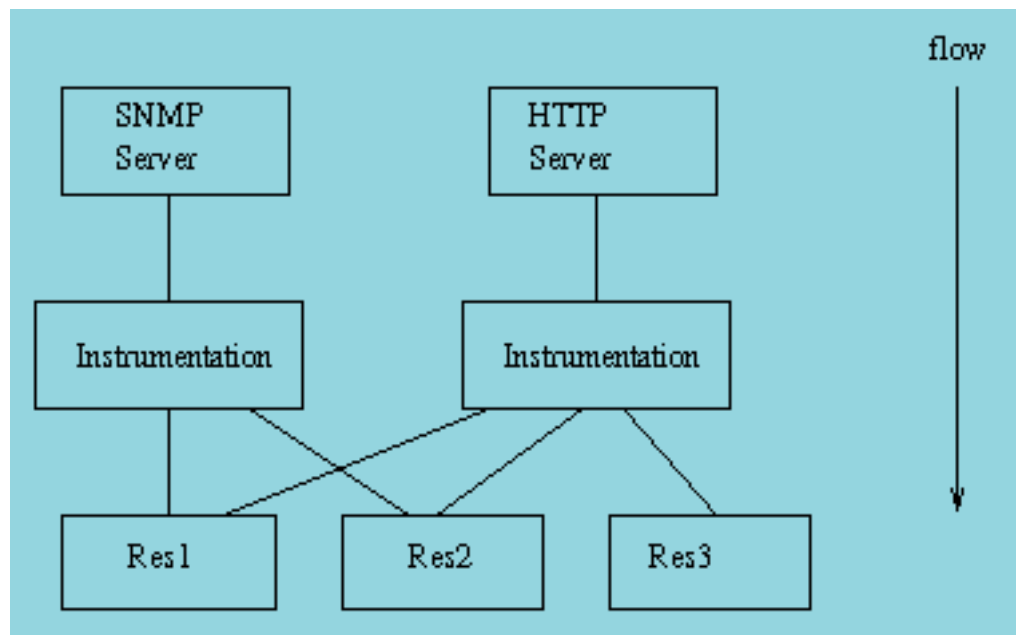 flow
SNMP
Server
HTTP
Server
Instrumentation
Instrumentation
Res1
Res2
Res3